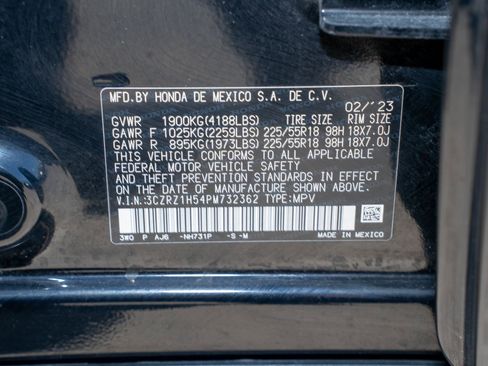 MFD.BY HONDA DE MEXICO S.A. DE C.V.
02/'23
GVWR 1900KG(4188LBS) TIRE SIZE RIM SIZE
GAWR F 1025KG(2259LBS) 225/55R18 98H 18X7.0J
GAWR R 895KG(1973LBS) 225/55R18 98H 18X7.0J
THIS VEHICLE CONFORMS TO ALL APPLICABLE
FEDERAL MOTOR VEHICLE SAFETY
AND THEFT PREVENTION STANDARDS IN EFFECT
ON THE DATE OF MANUFACTURE SHOWN ABOVE.
V.I.N:3CZRZ1H54PM732362 TYPE:MPV
3W0 P AJ6 -NH731P -S -M MADE IN MEXICO